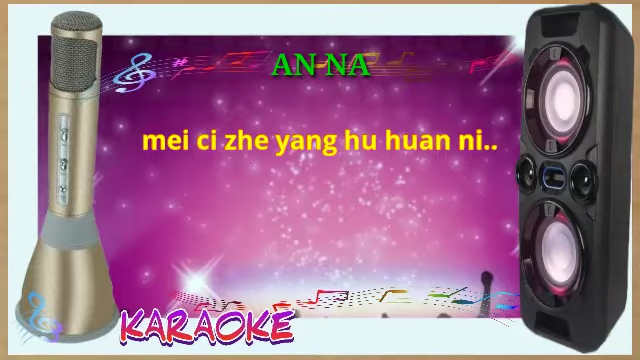 AN NA
mei ci zhe yang hu huan ni..
KARAOKE